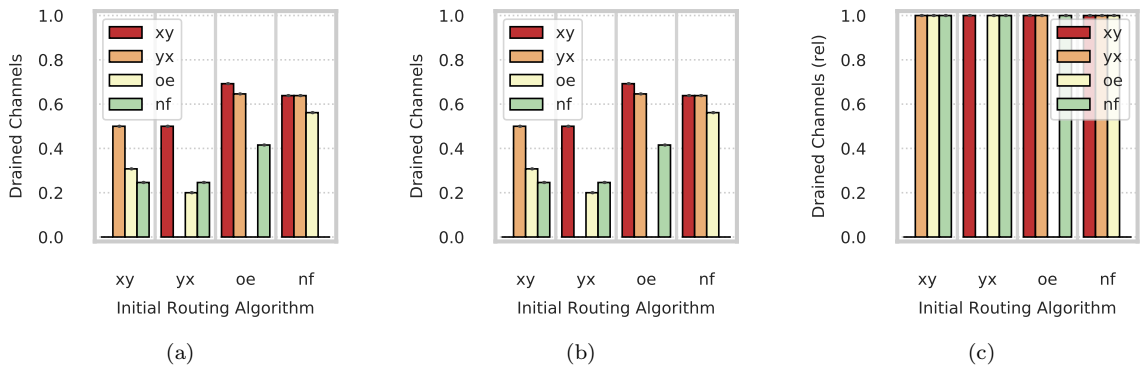 Drained Channels
1.0
0.8
0.6
0.4
0.2
0.0
xy
yx
oe
nf
xy yx oe nf
Initial Routing Algorithm
(a)
Drained Channels
1.0
0.8
0.6
0.4
0.2
0.0
xy
yx
oe
nf
xy yx oe nf
Initial Routing Algorithm
(b)
Drained Channels (rel)
1.0
0.8
0.6
0.4
0.2
0.0
xy
yx
oe
nf
xy yx oe nf
Initial Routing Algorithm
(c)